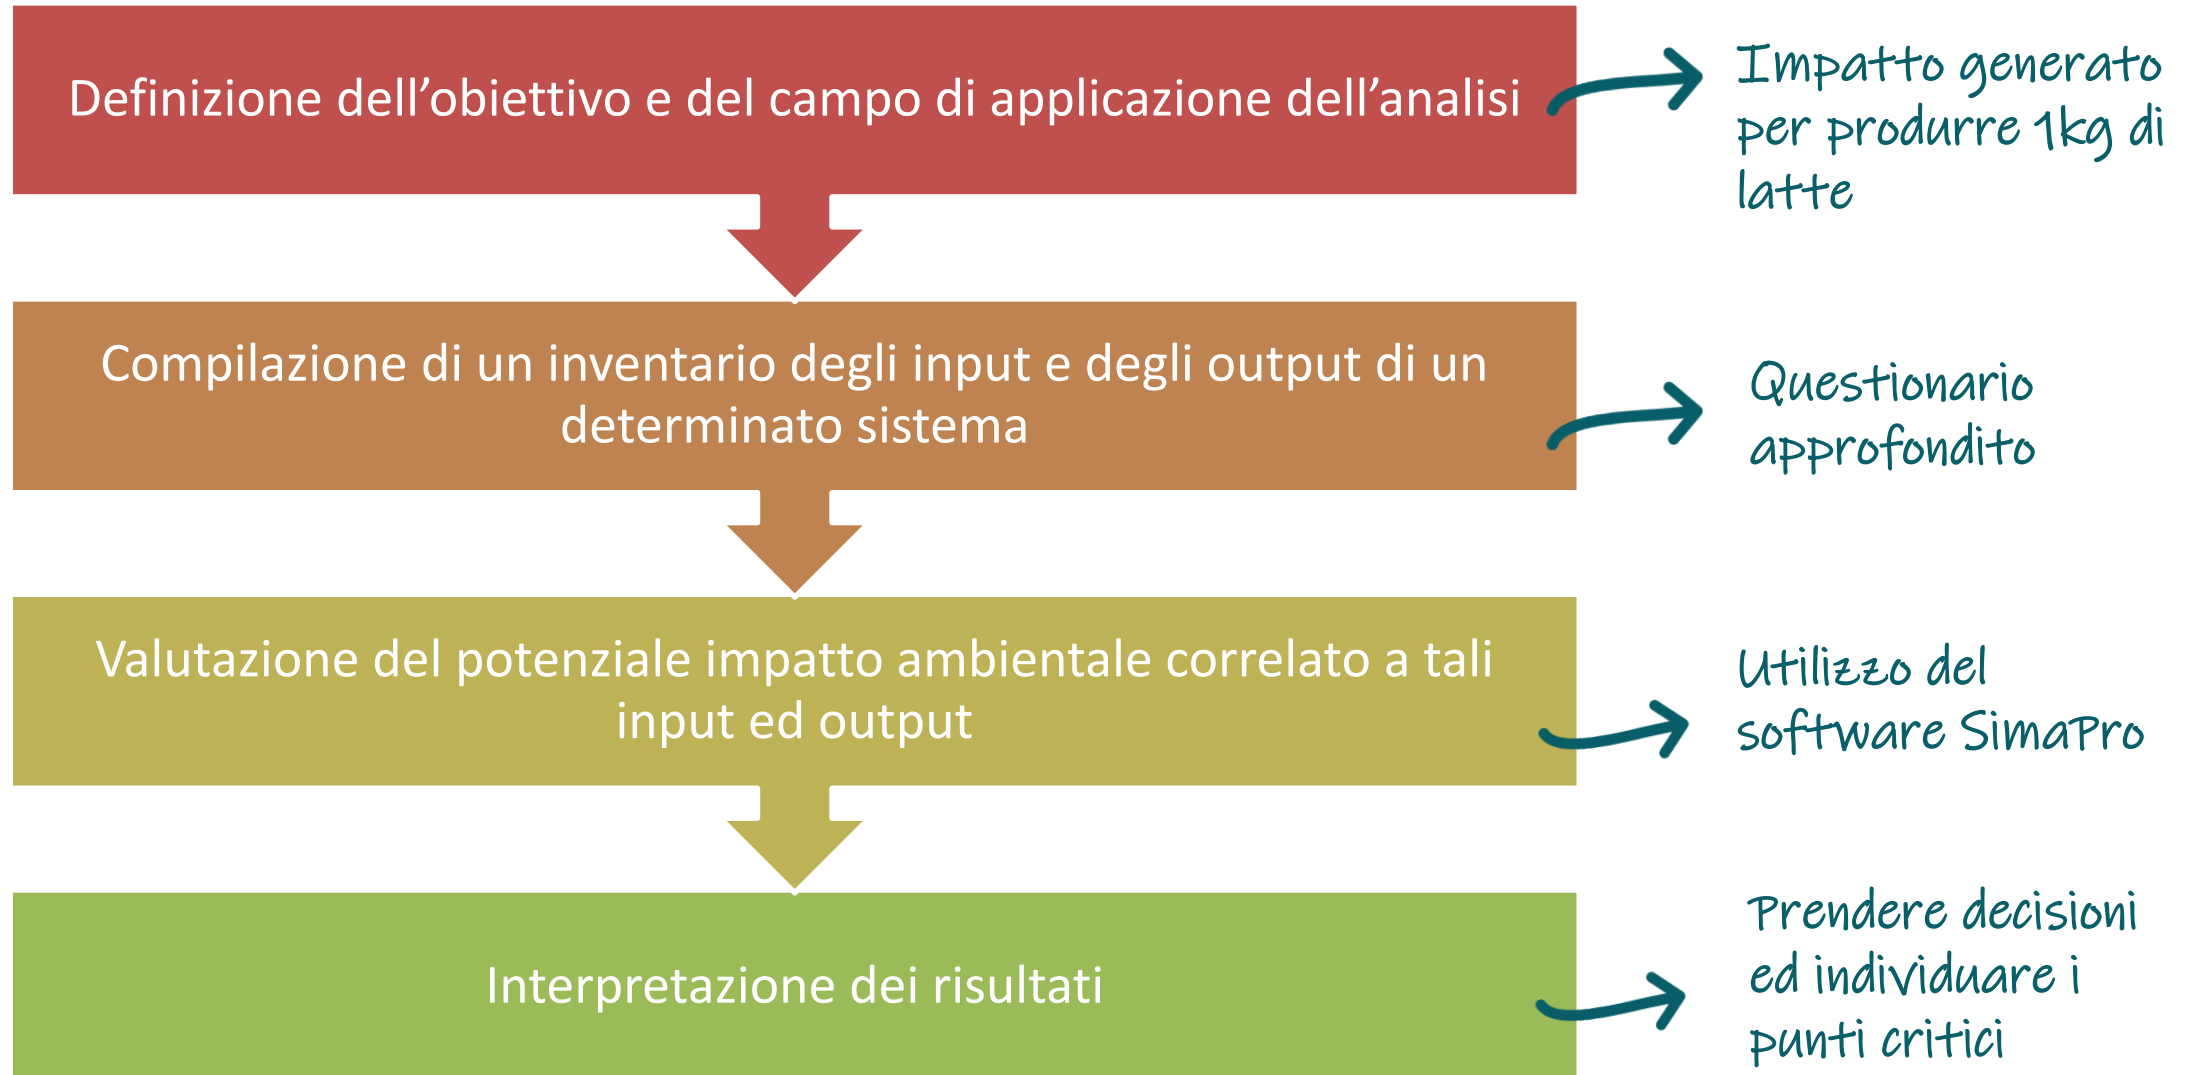 Definizione dell'obiettivo e del campo di applicazione dell'analisi
Impatto generato
per produrre 1kg di
latte
Compilazione di un inventario degli input e degli output di un
determinato sistema
Questionario
approfondito
Valutazione del potenziale impatto ambientale correlato a tali
input ed output
Utilizzo del
software SimaPro
Interpretazione dei risultati
Prendere decisioni
ed individuare i
punti critici